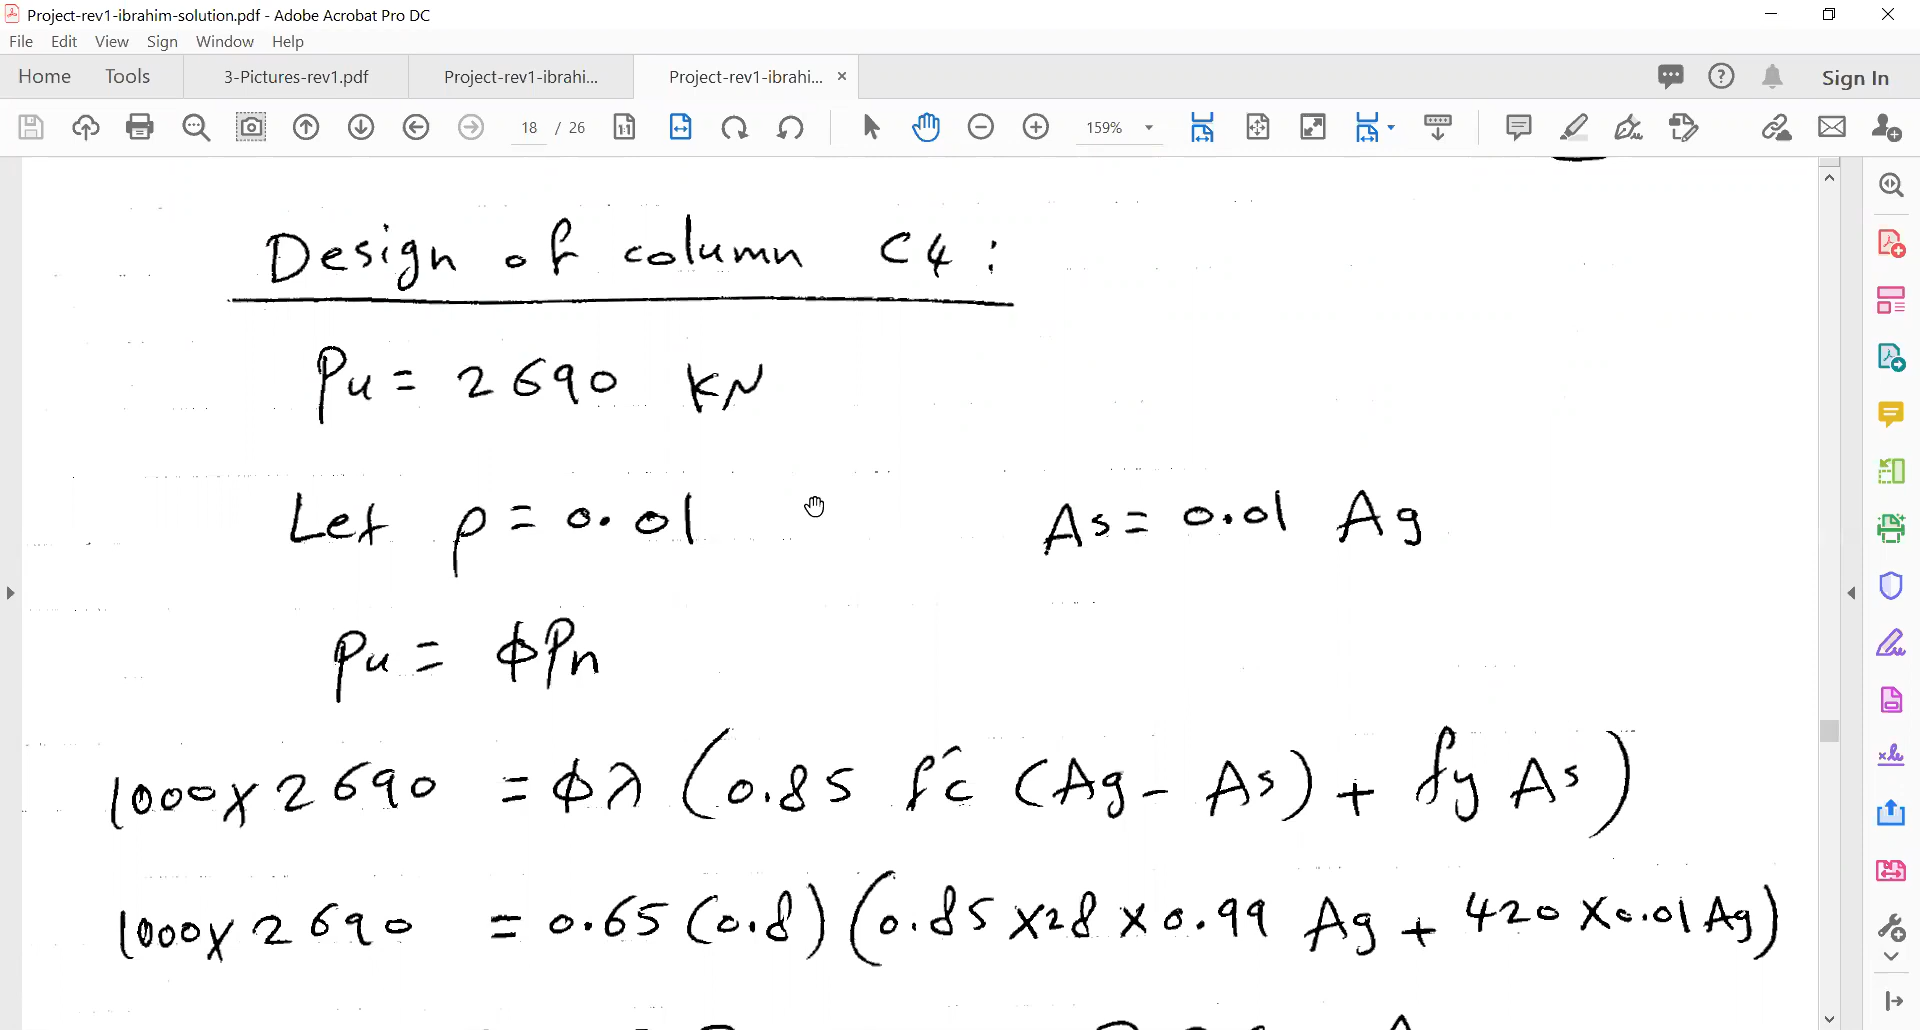 Project-rev1-ibrahim-solution.pdf - Adobe Acrobat Pro DC
File Edit View Sign Window Help
Home Tools 3-Pictures-rev1.pdf Project-rev1-ibrahi... Project-rev1-ibrahi... × Sign In
18 / 26 159%
Design of column C4:
Pu = 2690 KN
Let ρ = 0.01 As = 0.01 Ag
Pu = ϕPn
1000 x 2690 = ϕλ (0.85 f'c (Ag - As) + fy As)
1000 x 2690 = 0.65 (0.8) (0.85 x 28 x 0.99 Ag + 420 x 0.01 Ag)